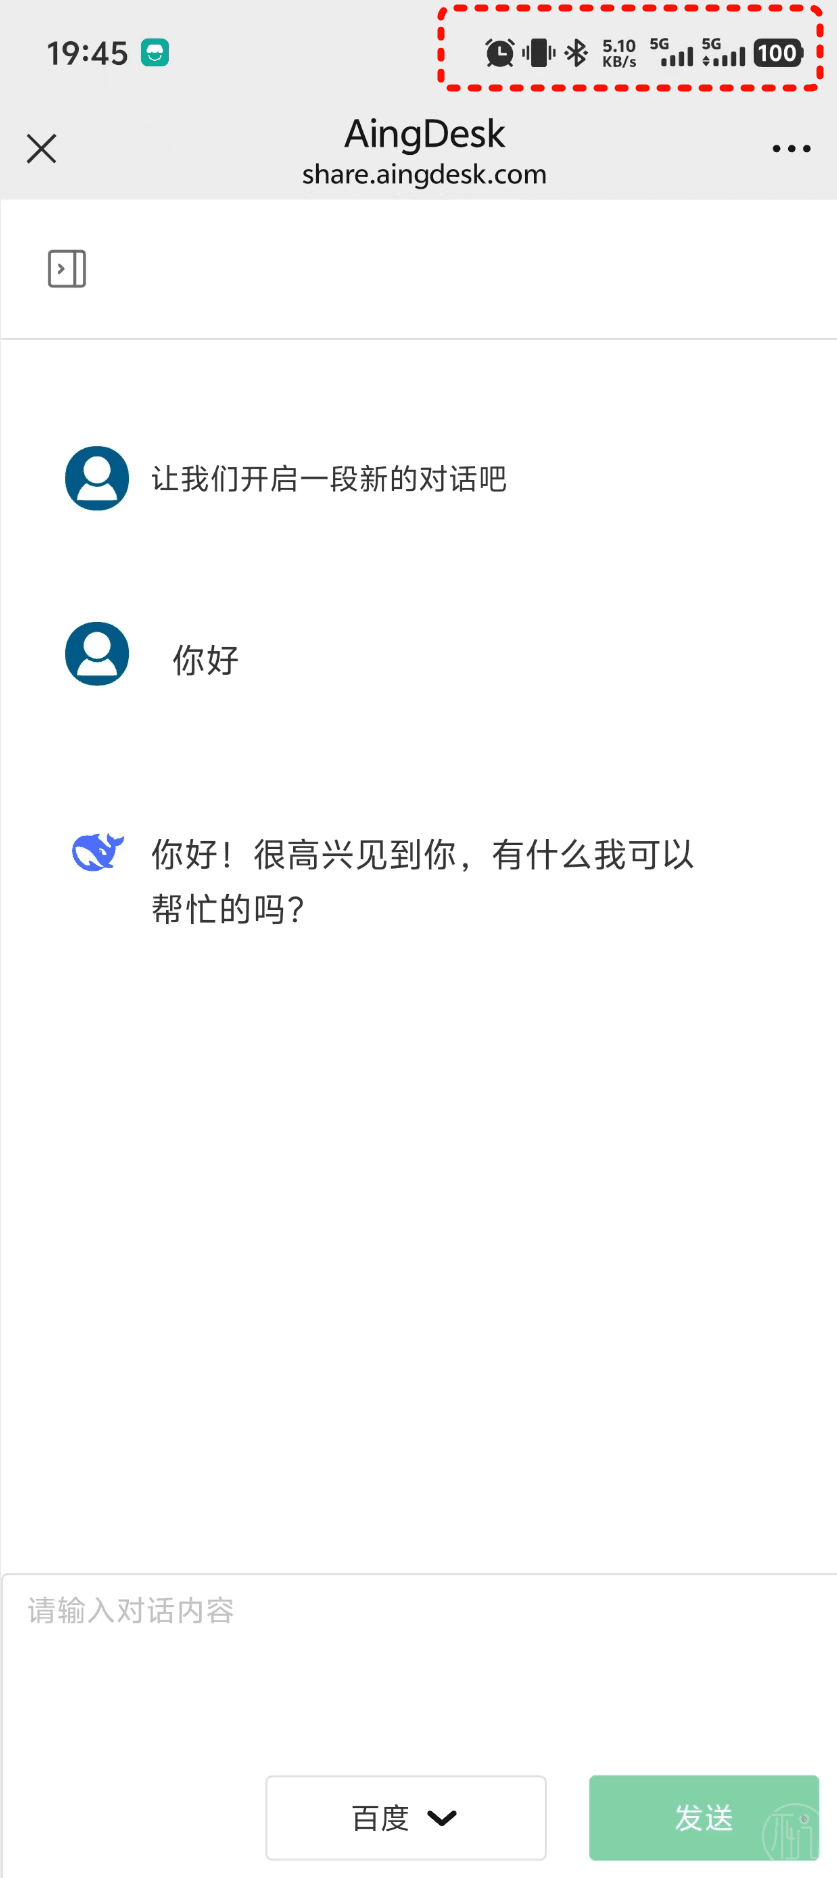 19:45
5.10
KB/s
5G
5G
100
AingDesk
share.aingdesk.com
让我们开启一段新的对话吧
你好
你好！很高兴见到你，有什么我可以
帮忙的吗？
请输入对话内容
百度
发送